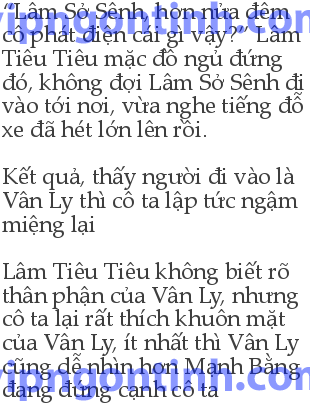 “Lâm Sở Sênh, hơn nửa đêm
cô phát điện cái gì vậy?” Lâm
Tiêu Tiêu mặc đồ ngủ đứng
đó, không đợi Lâm Sở Sênh đi
vào tới nơi, vừa nghe tiếng đỗ
xe đã hét lớn lên rồi.
Kết quả, thấy người đi vào là
Vân Ly thì cô ta lập tức ngậm
miệng lại
Lâm Tiêu Tiêu không biết rõ
thân phận của Vân Ly, nhưng
cô ta lại rất thích khuôn mặt
của Vân Ly, ít nhất thì Vân Ly
cũng dễ nhìn hơn Mạnh Bằng
đang đứng cạnh cô ta
vipngontinh.com